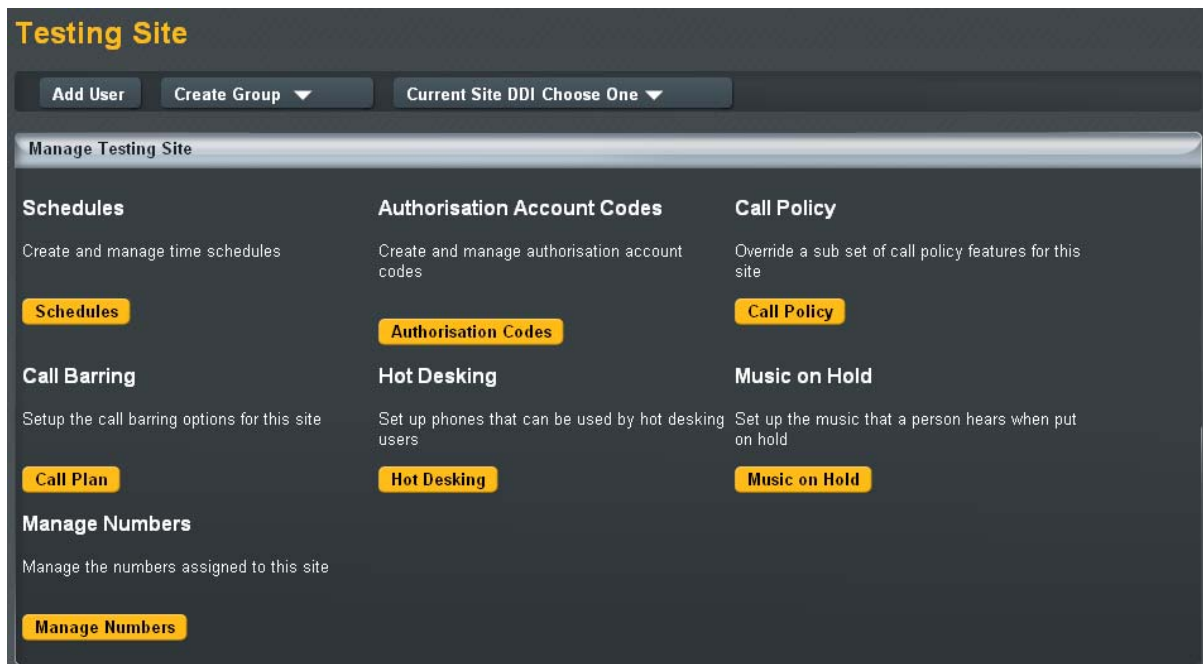 Testing Site
Add User
Create Group
Current Site DDI Choose One
Manage Testing Site
Schedules
Create and manage time schedules
Schedules
Authorisation Account Codes
Create and manage authorisation account
codes
Authorisation Codes
Call Policy
Override a sub set of call policy features for this
site
Call Policy
Call Barring
Setup the call barring options for this site
Call Plan
Hot Desking
Set up phones that can be used by hot desking
users
Hot Desking
Music on Hold
Set up the music that a person hears when put
on hold
Music on Hold
Manage Numbers
Manage the numbers assigned to this site
Manage Numbers